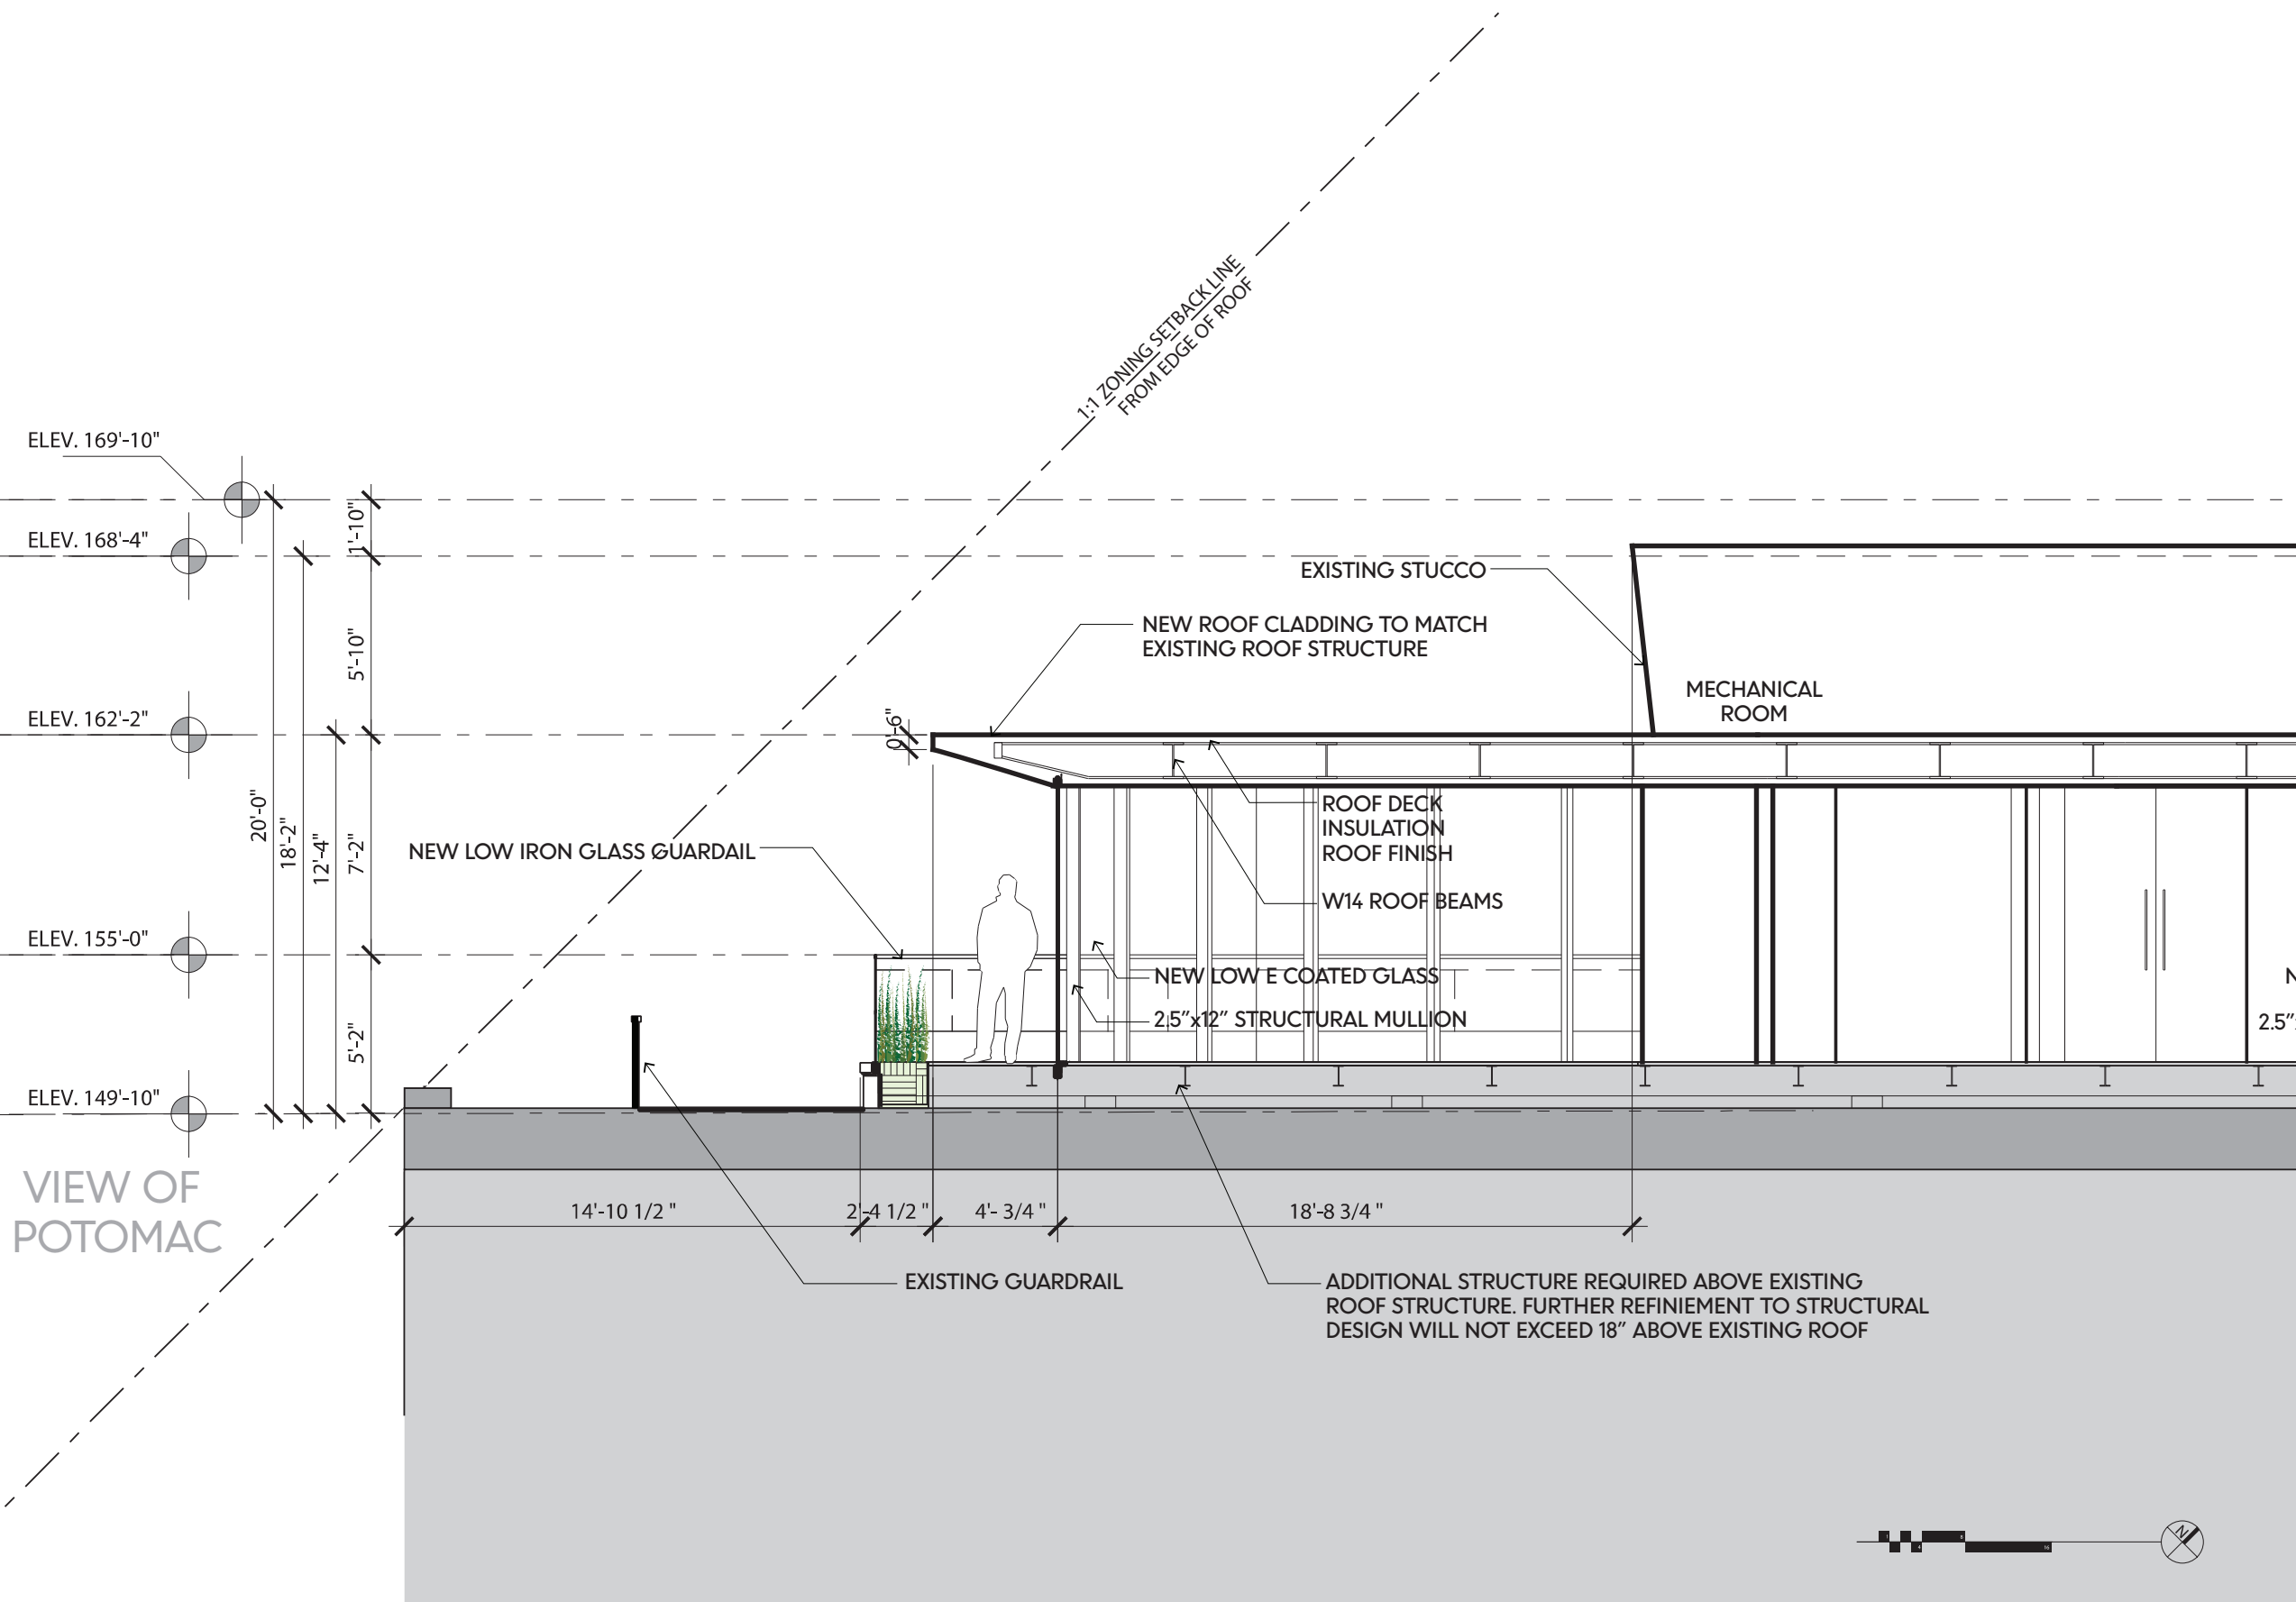 1:1 ZONING SETBACK LINE
FROM EDGE OF ROOF
ELEV. 169'-10"
1'-10"
ELEV. 168'-4"
EXISTING STUCCO
NEW ROOF CLADDING TO MATCH
EXISTING ROOF STRUCTURE
5'-10"
MECHANICAL
ROOM
ELEV. 162'-2"
0'-6"
20'-0"
18'-2"
12'-4"
7'-2"
ROOF DECK
INSULATION
ROOF FINISH
NEW LOW IRON GLASS GUARDAIL
W14 ROOF BEAMS
ELEV. 155'-0"
NEW LOW E COATED GLASS
N
2.5”x12” STRUCTURAL MULLION
2.5”
5'-2"
ELEV. 149'-10"
VIEW OF
POTOMAC
14'-10 1/2 "
2'-4 1/2 "
4'- 3/4 "
18'-8 3/4 "
EXISTING GUARDRAIL
ADDITIONAL STRUCTURE REQUIRED ABOVE EXISTING
ROOF STRUCTURE. FURTHER REFINIEMENT TO STRUCTURAL
DESIGN WILL NOT EXCEED 18” ABOVE EXISTING ROOF
N